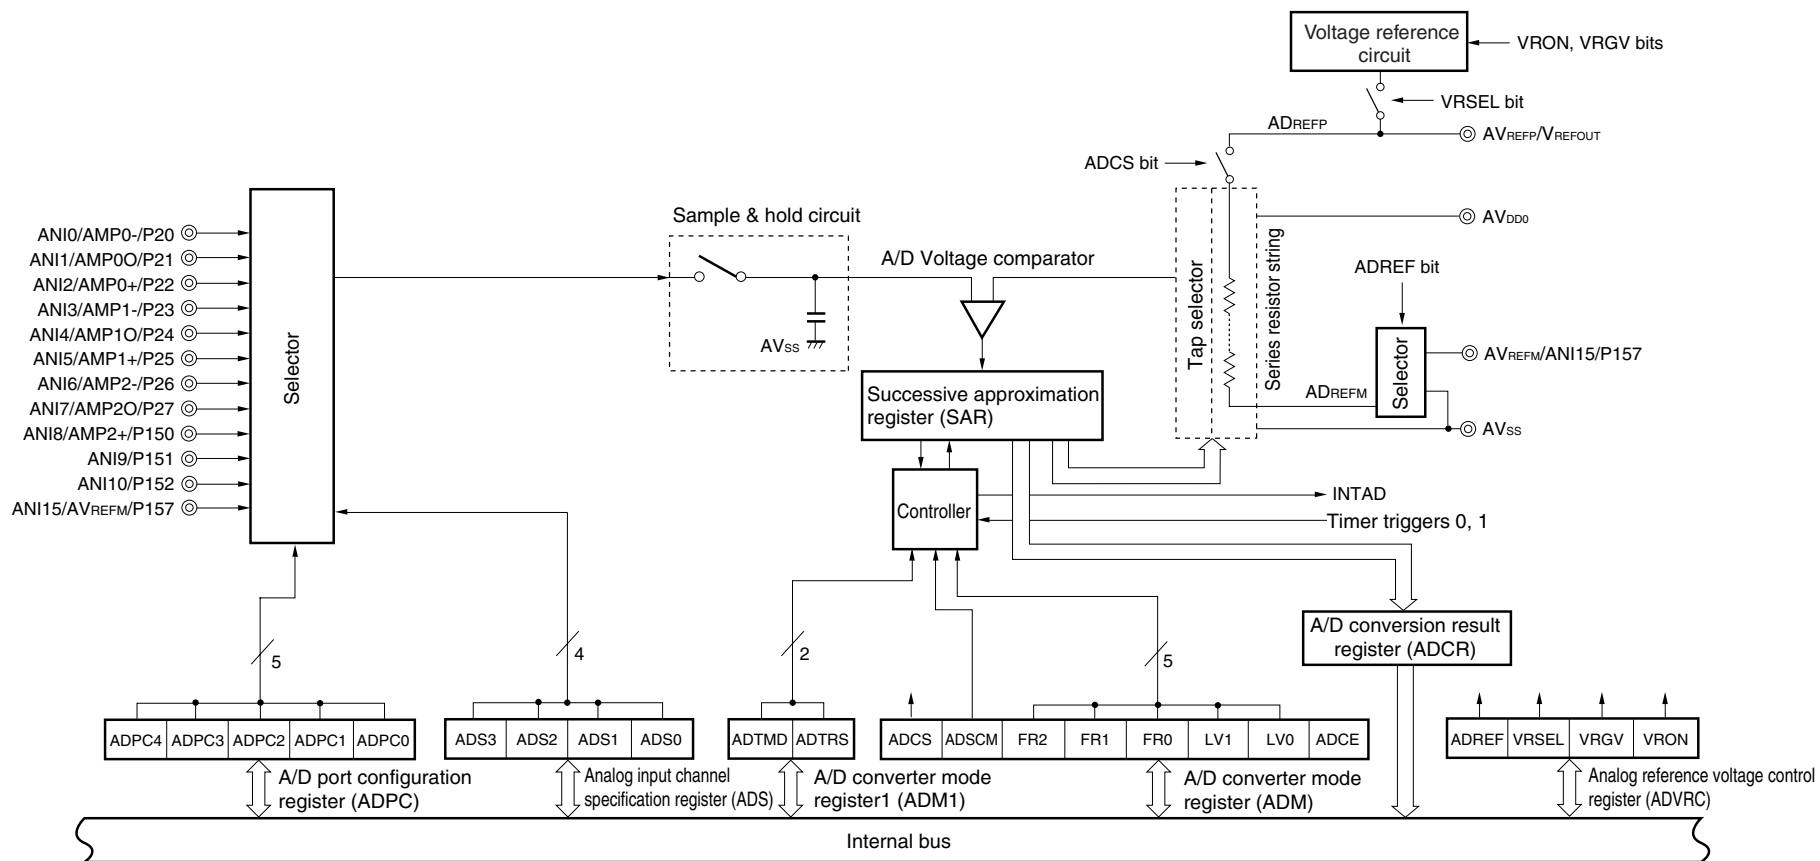 Voltage reference
circuit
VRON, VRGV bits
VRSEL bit
ADREFP
AVREFP/VREFOUT
ADCS bit
Sample & hold circuit
AVDD0
ANI0/AMP0-/P20
ANI1/AMP0O/P21
ANI2/AMP0+/P22
ANI3/AMP1-/P23
ANI4/AMP1O/P24
ANI5/AMP1+/P25
ANI6/AMP2-/P26
ANI7/AMP2O/P27
ANI8/AMP2+/P150
ANI9/P151
ANI10/P152
ANI15/AVREFM/P157
Selector
A/D Voltage comparator
AVSS
Tap selector
Series resistor string
ADREF bit
Selector
AVREFM/ANI15/P157
ADREFM
AVSS
Successive approximation
register (SAR)
Controller
INTAD
Timer triggers 0, 1
A/D conversion result
register (ADCR)
5
4
2
5
ADPC4 ADPC3 ADPC2 ADPC1 ADPC0
ADS3 ADS2 ADS1 ADS0
ADTMD ADTRS
ADCS ADSCM FR2 FR1 FR0 LV1 LV0 ADCE
ADREF VRSEL VRGV VRON
A/D port configuration
register (ADPC)
Analog input channel
specification register (ADS)
A/D converter mode
register1 (ADM1)
A/D converter mode
register (ADM)
Analog reference voltage control
register (ADVRC)
Internal bus